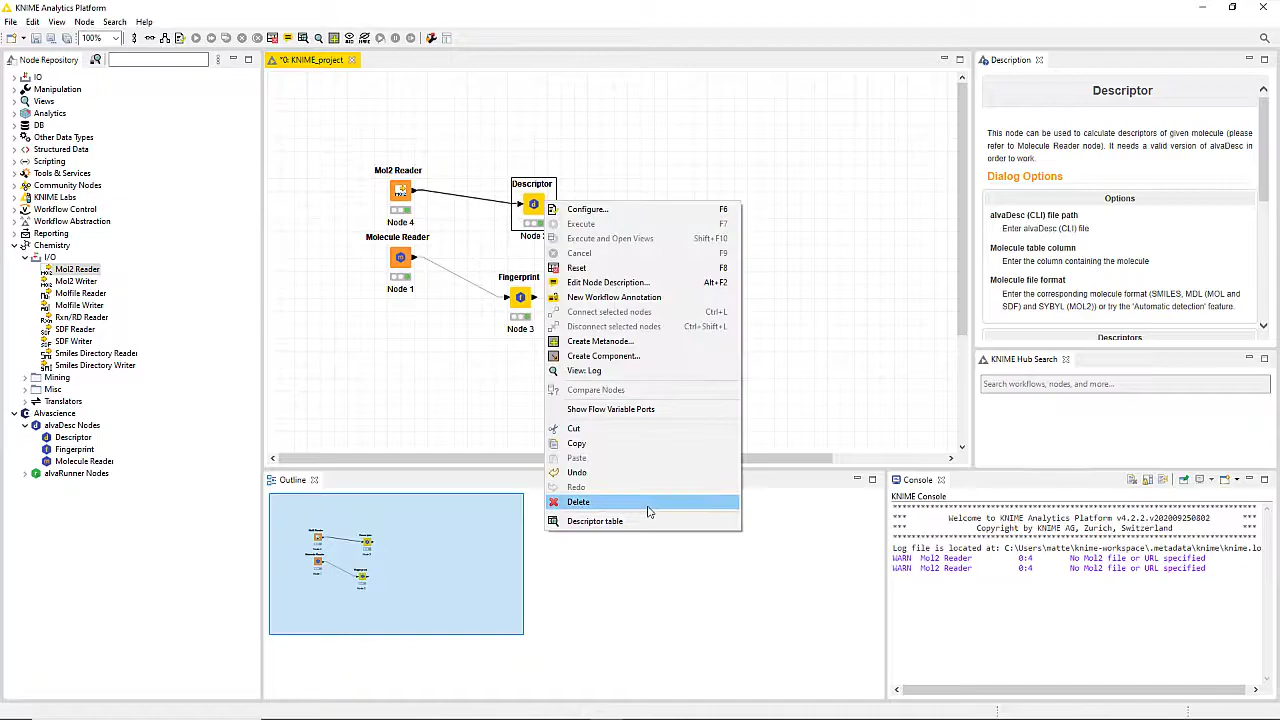 KNIME Analytics Platform
File Edit View Node Search Help
100%
Node Repository
*0: KNIME_project
Description
IO
Manipulation
Views
Analytics
DB
Other Data Types
Structured Data
Scripting
Tools & Services
Community Nodes
KNIME Labs
Workflow Control
Workflow Abstraction
Reporting
Chemistry
I/O
Mol2 Reader
Mol2 Writer
Molfile Reader
Molfile Writer
Rxn/RD Reader
SDF Reader
SDF Writer
Smiles Directory Reader
Smiles Directory Writer
Mining
Misc
Translators
Alvascience
alvaDesc Nodes
Descriptor
Fingerprint
Molecule Reader
alvaRunner Nodes
Mol2 Reader
Node 4
Molecule Reader
Node 1
Descriptor
Node
Fingerprint
Node 3
Configure... F6
Execute F7
Execute and Open Views Shift+F10
Cancel F9
Reset F8
Edit Node Description... Alt+F2
New Workflow Annotation
Connect selected nodes Ctrl+L
Disconnect selected nodes Ctrl+Shift+L
Create Metanode...
Create Component...
View: Log
Compare Nodes
Show Flow Variable Ports
Cut
Copy
Paste
Undo
Redo
Delete
Descriptor table
Descriptor
This node can be used to calculate descriptors of given molecule (please
refer to Molecule Reader node). It needs a valid version of alvaDesc in
order to work.
Dialog Options
Options
alvaDesc (CLI) file path
Enter alvaDesc (CLI) file
Molecule table column
Enter the column containing the molecule
Molecule file format
Enter the corresponding molecule format (SMILES, MDL (MOL
and SDF) and SYBYL (MOL2)) or try the 'Automatic detection' feature.
Descriptors
KNIME Hub Search
Search workflows, nodes, and more...
Outline
Console
KNIME Console
*** Welcome to KNIME Analytics Platform v4.2.2.v202009250802 ***
*** Copyright by KNIME AG, Zurich, Switzerland ***
Log file is located at: C:\Users\matte\knime-workspace\.metadata\knime\knime.lo
WARN Mol2 Reader 0:4 No Mol2 file or URL specified
WARN Mol2 Reader 0:4 No Mol2 file or URL specified